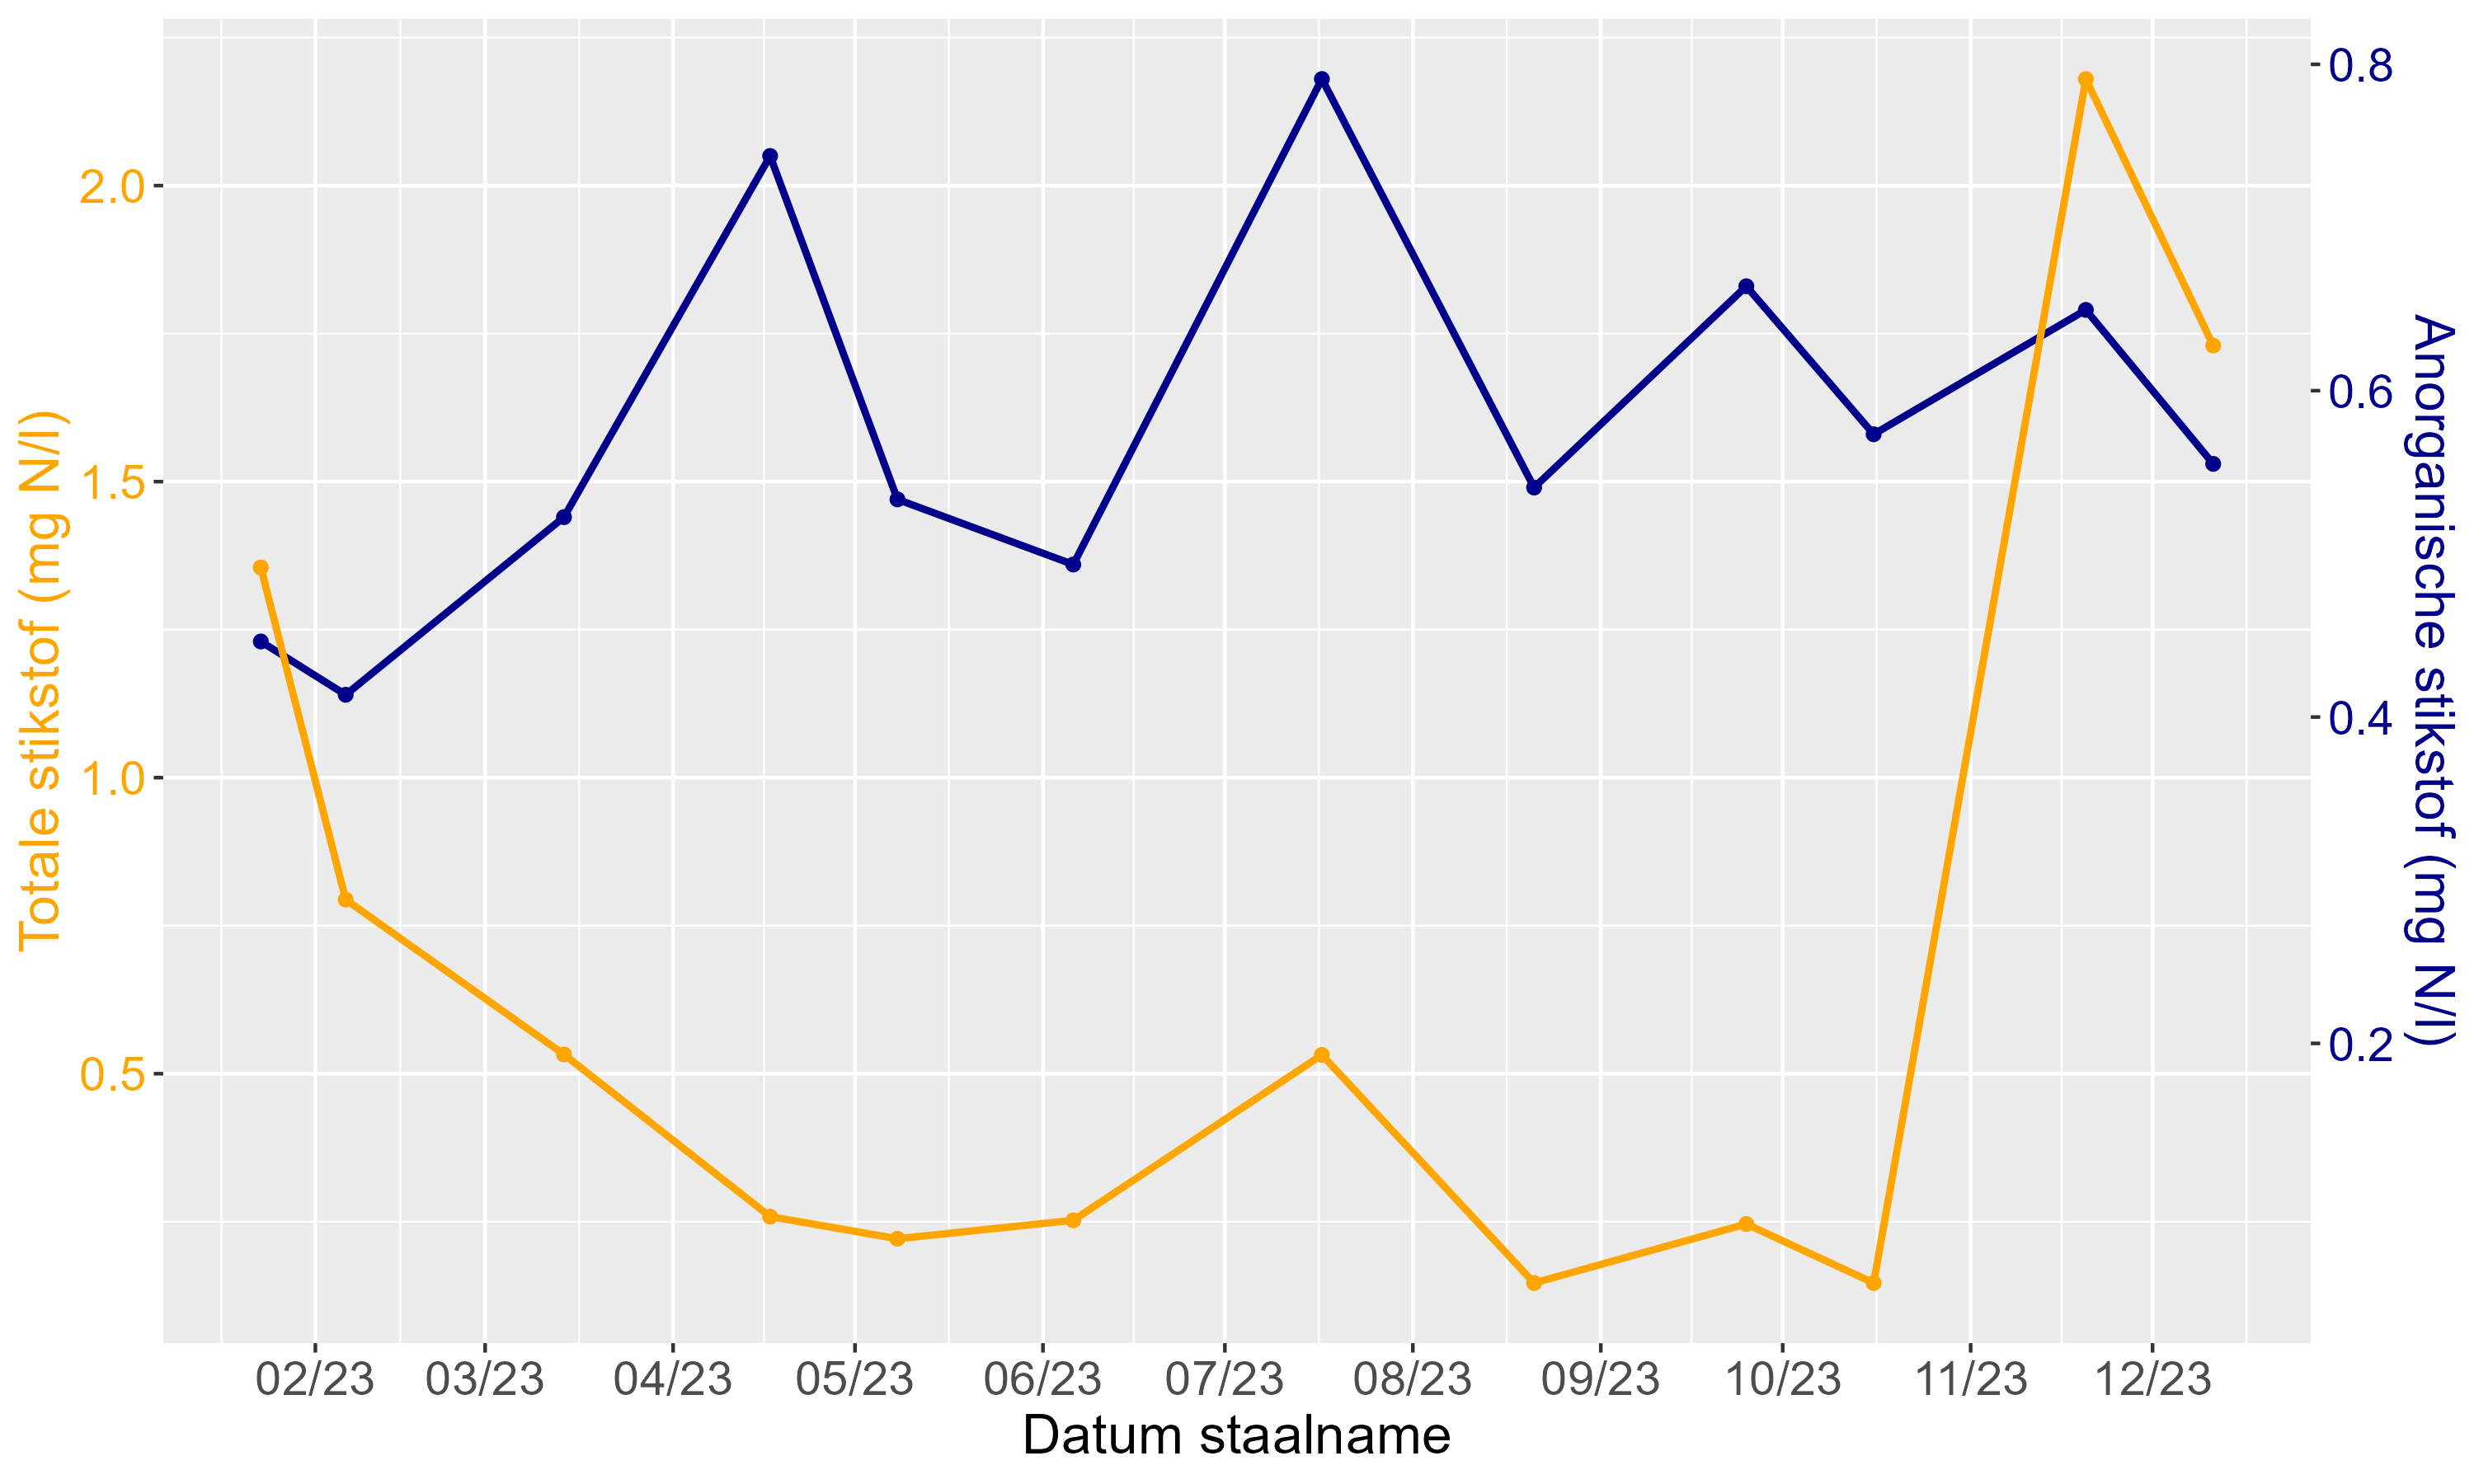 Totale stikstof (mg N/l)
2.0
1.5
1.0
0.5
0.8
0.6
0.4
0.2
Anorganische stikstof (mg N/l)
02/23 03/23 04/23 05/23 06/23 07/23 08/23 09/23 10/23 11/23 12/23
Datum staalname